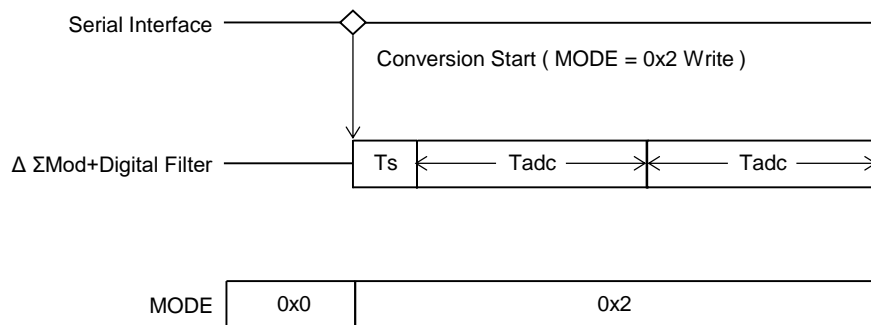 Serial Interface
Conversion Start ( MODE = 0x2 Write )
Δ ΣMod+Digital Filter
Ts
Tadc
Tadc
MODE
0x0
0x2